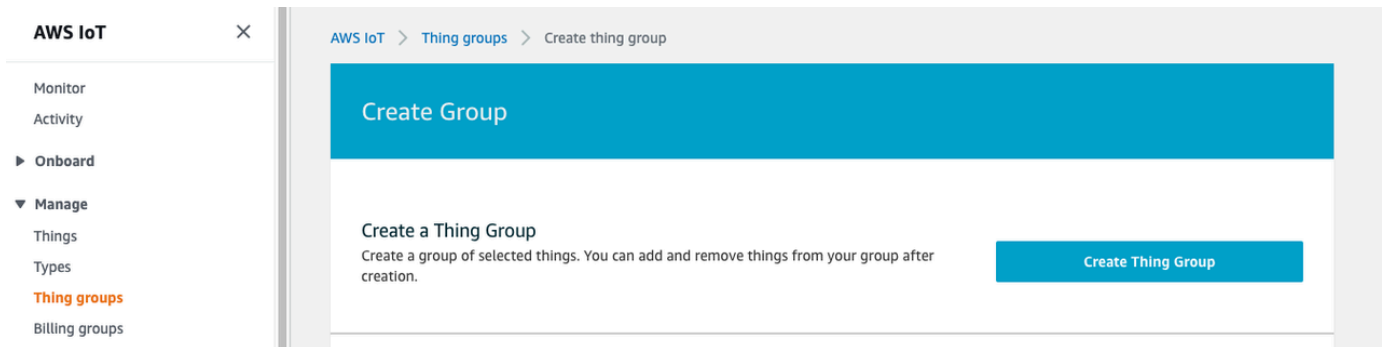 AWS IoT
Monitor
Activity
Onboard
Manage
Things
Types
Thing groups
Billing groups
AWS IoT > Thing groups > Create thing group
Create Group
Create a Thing Group
Create a group of selected things. You can add and remove things from your group after
creation.
Create Thing Group